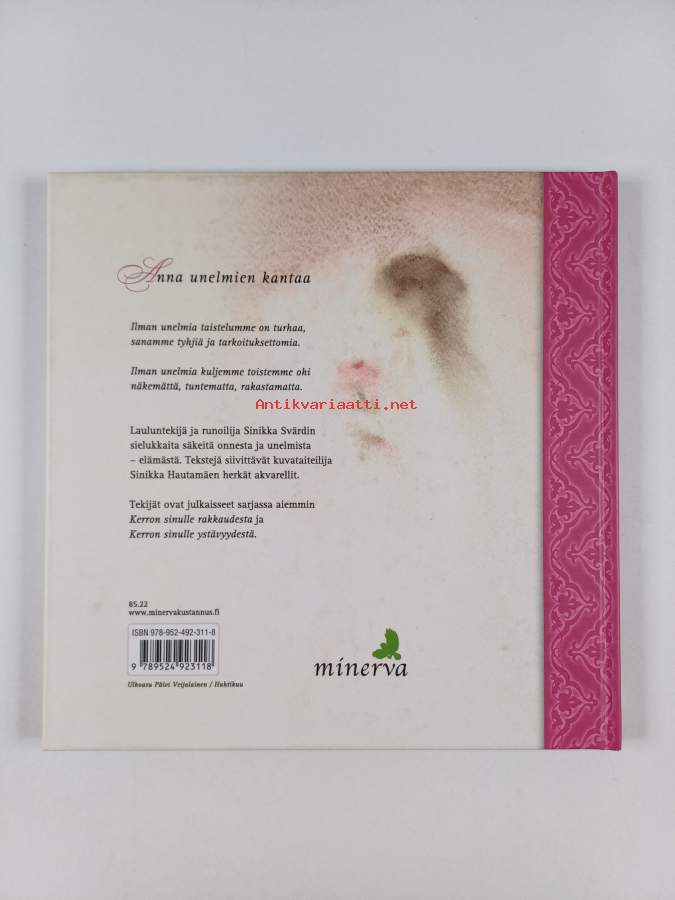 Anna unelmien kantaa
Ilman unelmia taistelumme on turhaa,
sanamme tyhjiä ja tarkoituksettomia.
Ilman unelmia kuljemme toistemme ohi
näkemättä, tuntematta, rakastamatta.
Antikvariaatti.net
Lauluntekijä ja runoilija Sinikka Svärdin
sielukkaita säkeitä onnesta ja unelmista
– elämästä. Tekstejä siivittävät kuvataiteilija
Sinikka Hautamäen herkät akvarellit.
Tekijät ovat julkaisseet sarjassa aiemmin
Kerron sinulle rakkaudesta ja
Kerron sinulle ystävyydestä.
85.22
www.minervakustannus.fi
ISBN 978-952-492-311-8
9 789524 923118
minerva
Ulkoasu Päivi Veijalainen / Huhtikuu